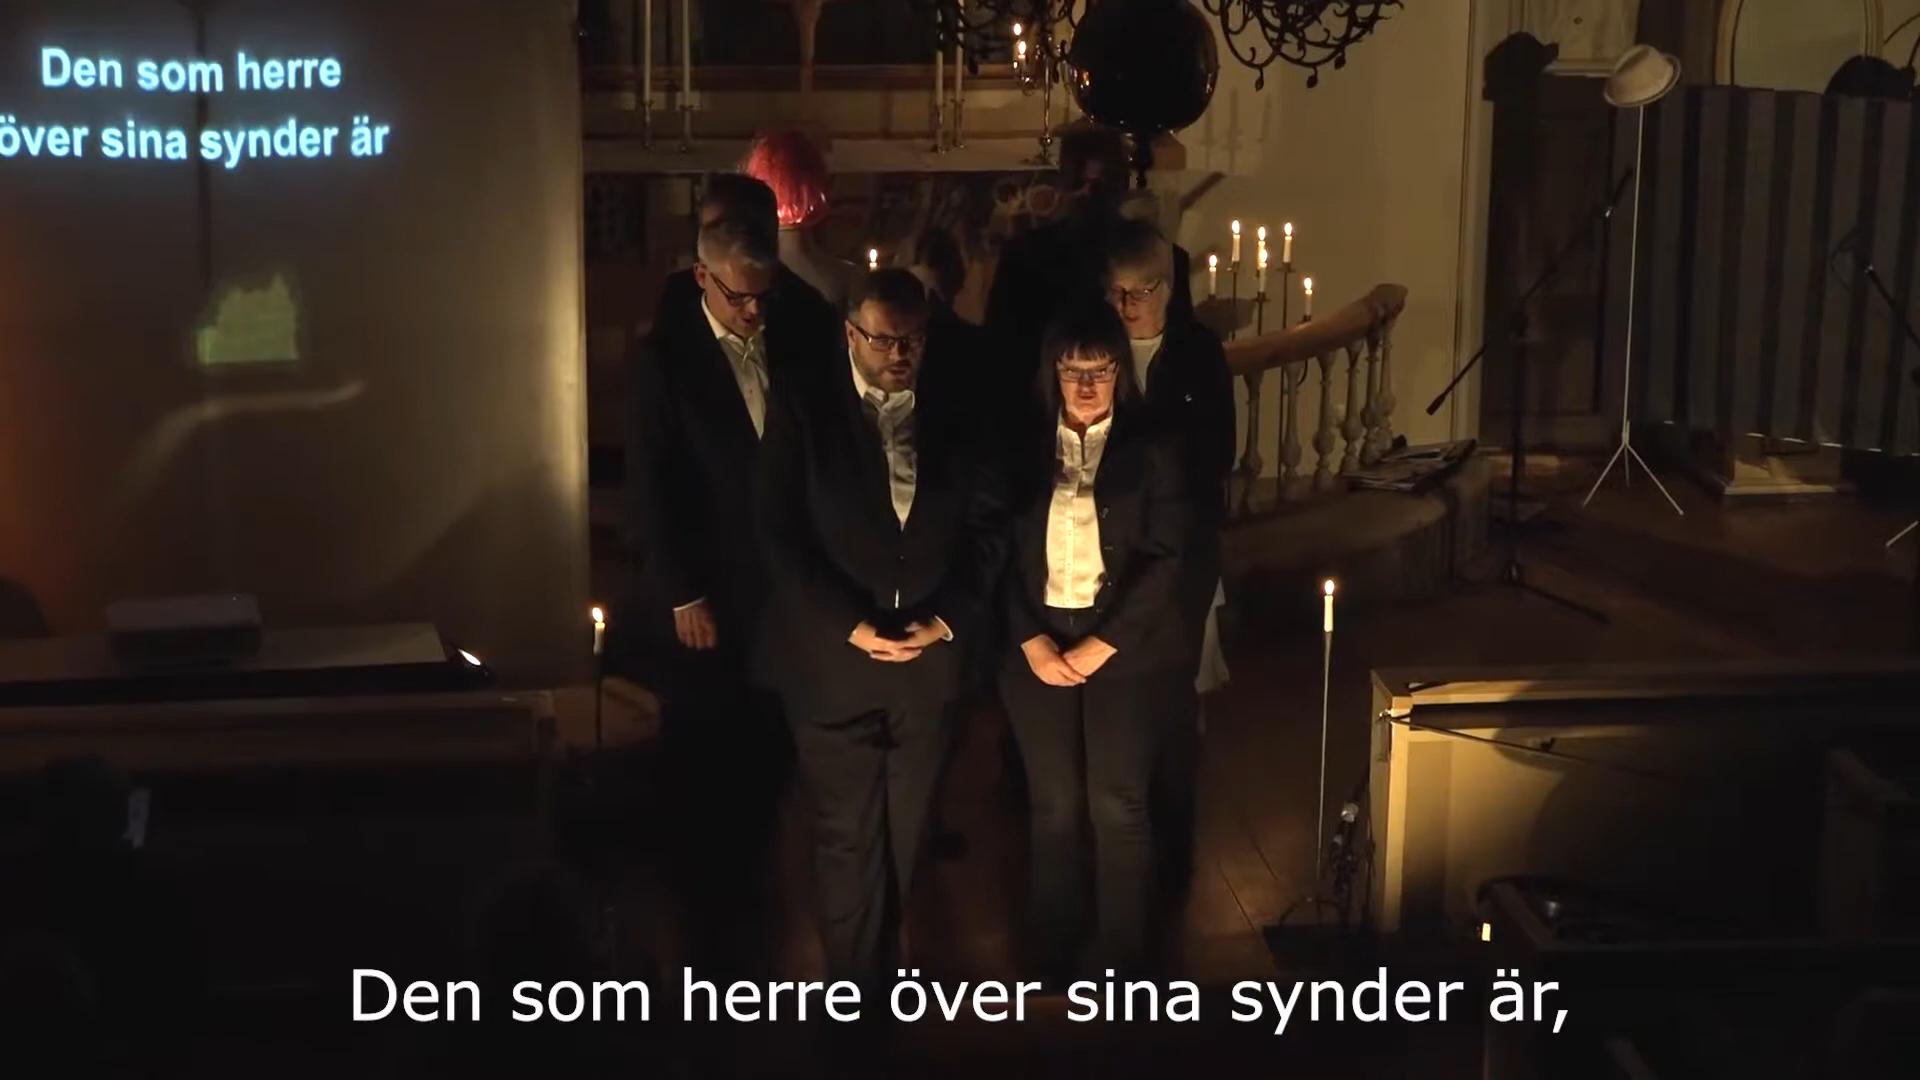 Den som herre
över sina synder är
Den som herre över sina synder är,